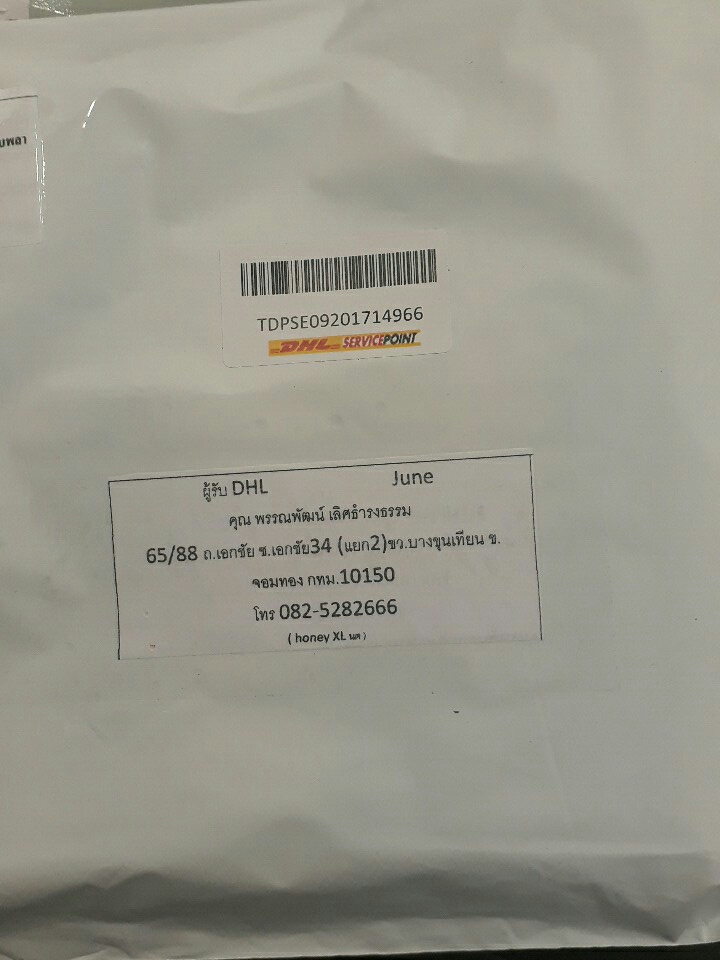 TDPSE09201714966
DHL SERVICEPOINT
ผู้รับ DHL June
คุณ พรรณพัฒน์ เลิศธำรงธรรม
65/88 ถ.เอกชัย ซ.เอกชัย34 (แยก2)ขว.บางขุนเทียน ข.
จอมทอง กทม.10150
โทร 082-5282666
( honey XL นศ )